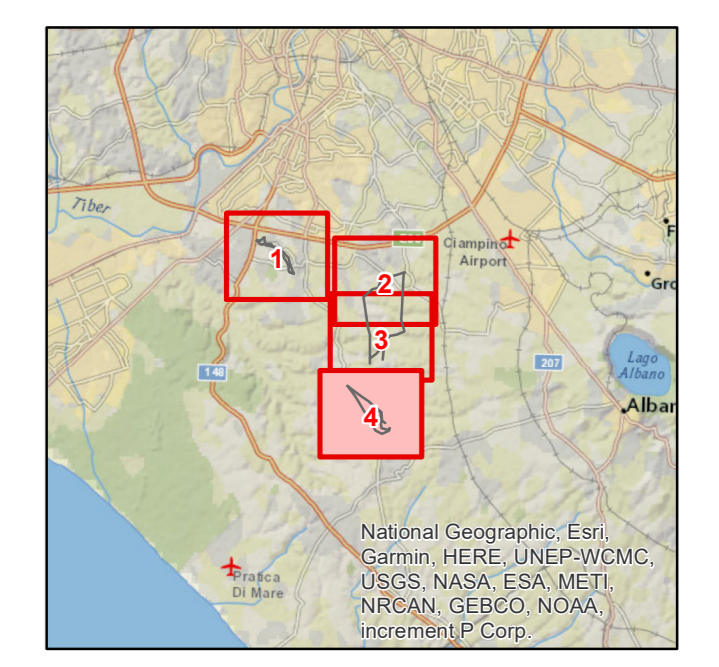 Tiber
Ciampino
Airport
F
1
2
Gro
3
148
207
Lago
Albano
4
Albar
National Geographic, Esri,
Garmin, HERE, UNEP-WCMC,
USGS, NASA, ESA, METI,
NRCAN, GEBCO, NOAA,
increment P Corp.
Pratica
Di Mare